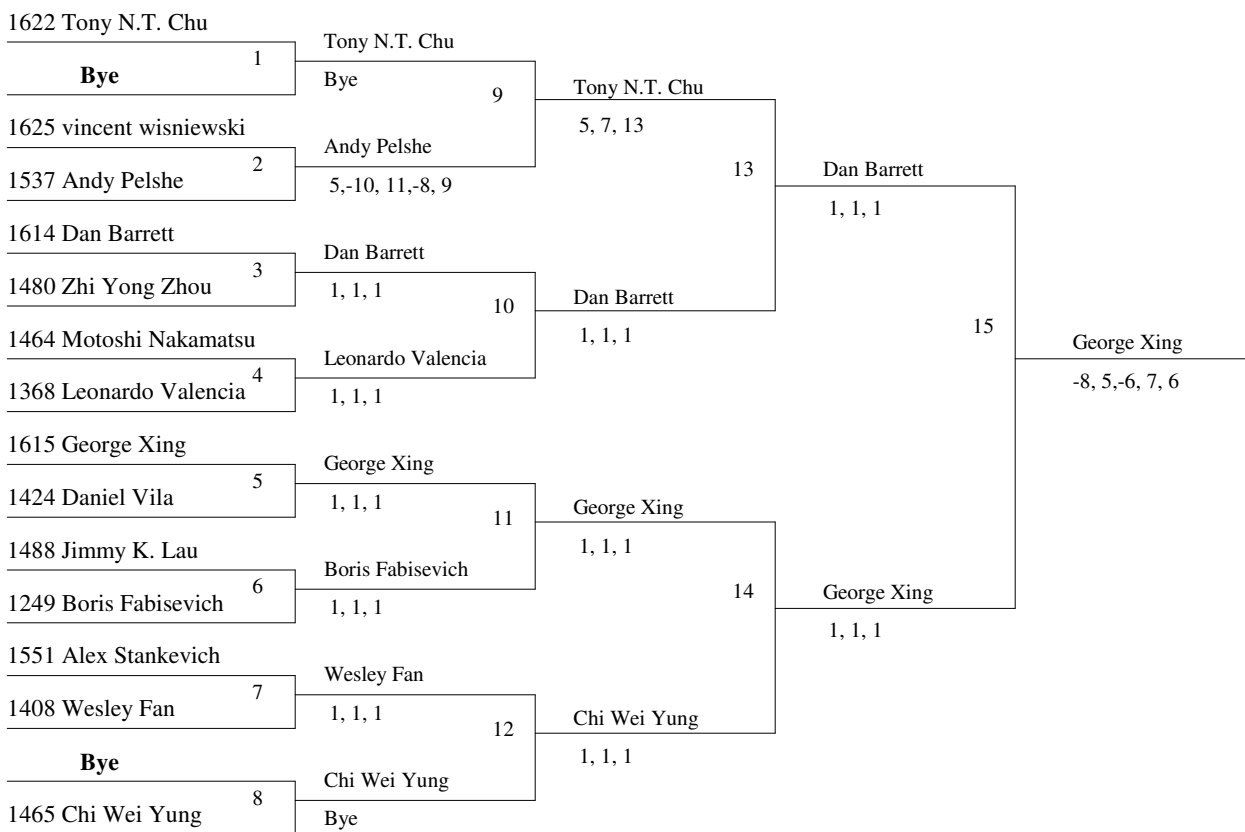 1622 Tony N.T. Chu
1
Bye
1625 vincent wisniewski
2
1537 Andy Pelshe
1614 Dan Barrett
3
1480 Zhi Yong Zhou
1464 Motoshi Nakamatsu
4
1368 Leonardo Valencia
1615 George Xing
5
1424 Daniel Vila
1488 Jimmy K. Lau
6
1249 Boris Fabisevich
1551 Alex Stankevich
7
1408 Wesley Fan
Bye
8
1465 Chi Wei Yung
Tony N.T. Chu
Bye
9
Andy Pelshe
5,-10, 11,-8, 9
Dan Barrett
1, 1, 1
10
Leonardo Valencia
1, 1, 1
George Xing
1, 1, 1
11
Boris Fabisevich
1, 1, 1
Wesley Fan
1, 1, 1
12
Chi Wei Yung
Bye
Tony N.T. Chu
5, 7, 13
13
Dan Barrett
1, 1, 1
George Xing
1, 1, 1
14
Chi Wei Yung
1, 1, 1
Dan Barrett
1, 1, 1
15
George Xing
1, 1, 1
George Xing
-8, 5,-6, 7, 6